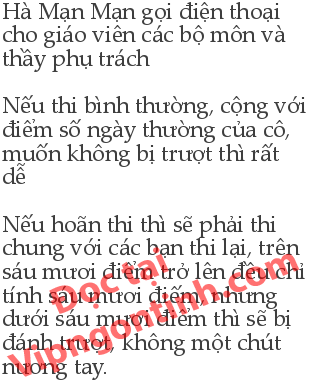 Hà Mạn Mạn gọi điện thoại
cho giáo viên các bộ môn và
thầy phụ trách
Nếu thi bình thường, cộng với
điểm số ngày thường của cô,
muốn không bị trượt thì rất
dễ
Nếu hoãn thi thì sẽ phải thi
chung với các bạn thi lại, trên
sáu mươi điểm trở lên đều chỉ
tính sáu mươi điểm, nhưng
dưới sáu mươi điểm thì sẽ bị
đánh trượt, không một chút
nương tay.
Đọc tại
Vipngontinh.com